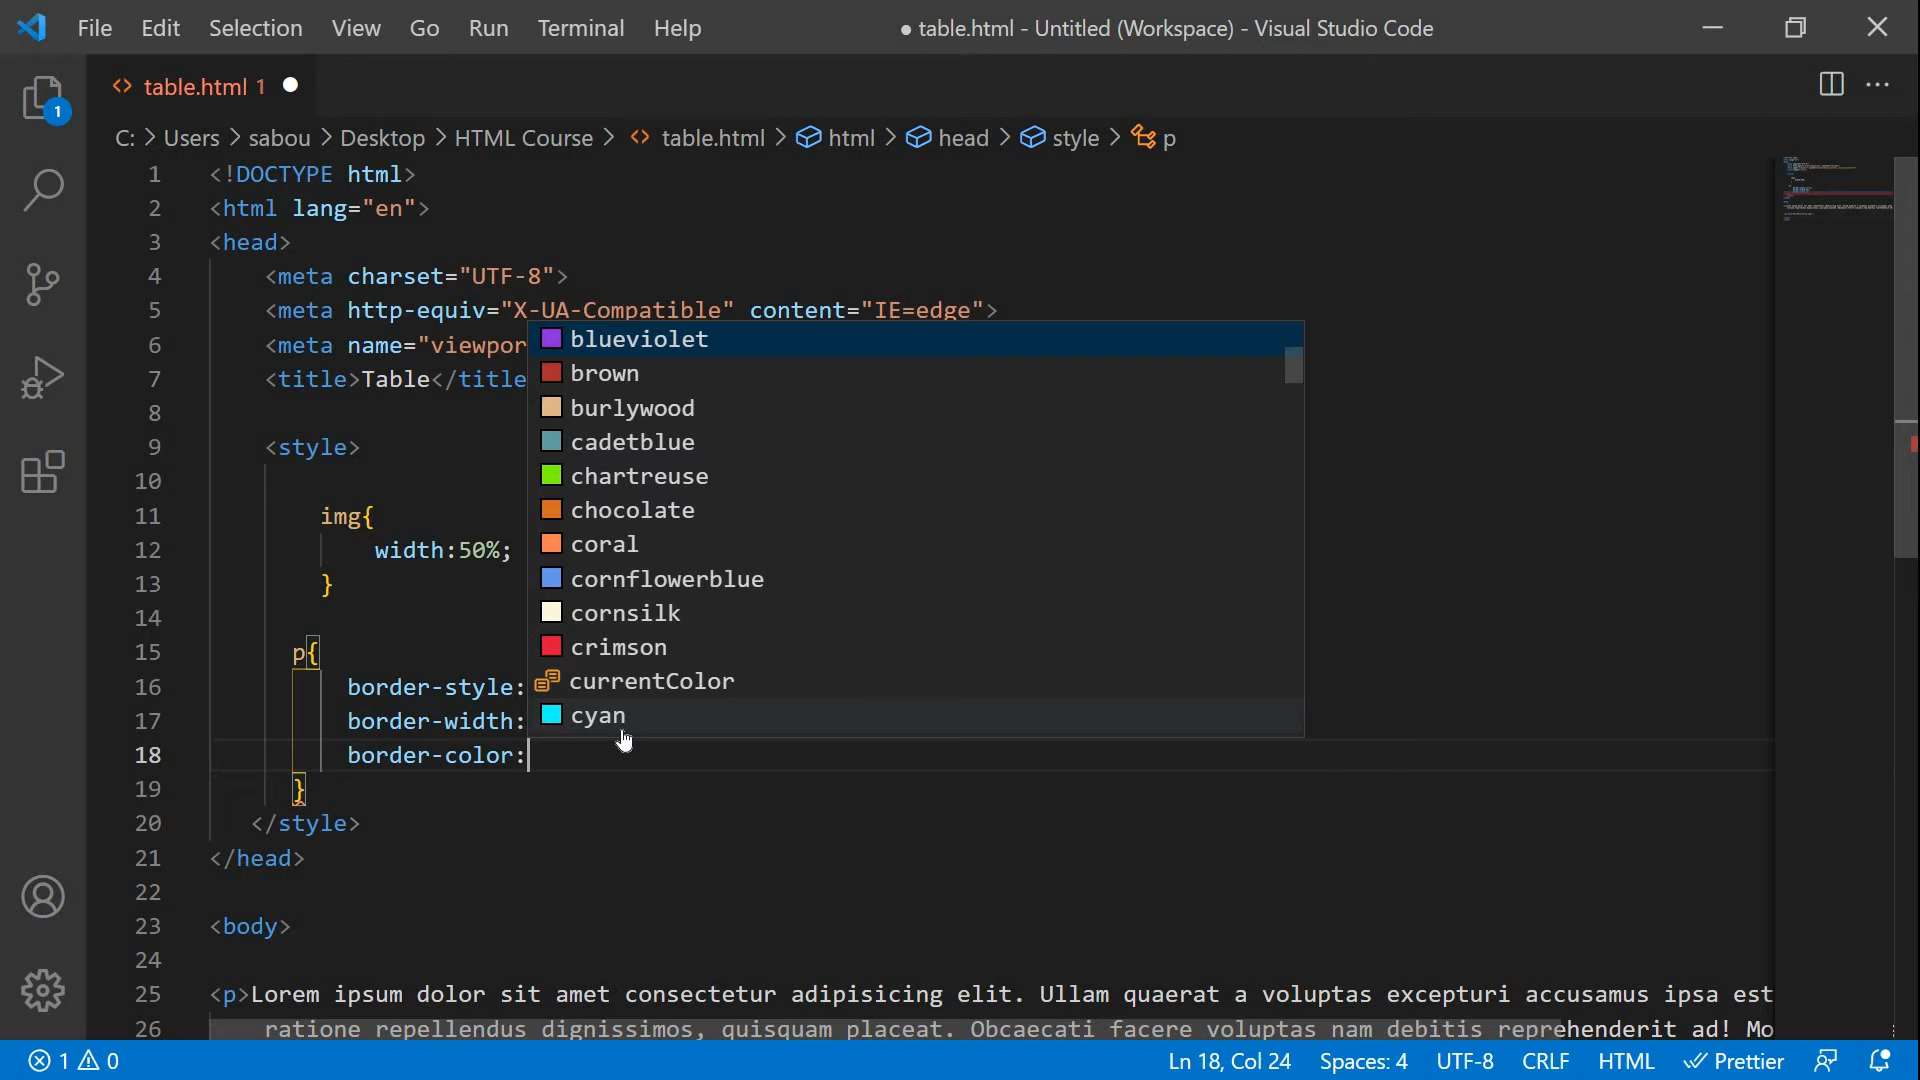 File Edit Selection View Go Run Terminal Help ● table.html - Untitled (Workspace) - Visual Studio Code
table.html 1
1
C: > Users > sabou > Desktop > HTML Course > table.html > html > head > style > p
1 <!DOCTYPE html>
2 <html lang="en">
3 <head>
4 <meta charset="UTF-8">
5 <meta http-equiv="X-UA-Compatible" content="IE=edge">
6 <meta name="viewpor
7 <title>Table</title
8
9 <style>
10
11 img{
12 width:50%;
13 }
14
15 p{
16 border-style:
17 border-width:
18 border-color:
19 }
20 </style>
21 </head>
22
23 <body>
24
25 <p>Lorem ipsum dolor sit amet consectetur adipisicing elit. Ullam quaerat a voluptas excepturi accusamus ipsa est
26 ratione repellendus dignissimos, quisquam placeat. Obcaecati facere voluptas nam debitis reprehenderit ad! Mo
blueviolet
brown
burlywood
cadetblue
chartreuse
chocolate
coral
cornflowerblue
cornsilk
crimson
currentColor
cyan
1 0 Ln 18, Col 24 Spaces: 4 UTF-8 CRLF HTML Prettier